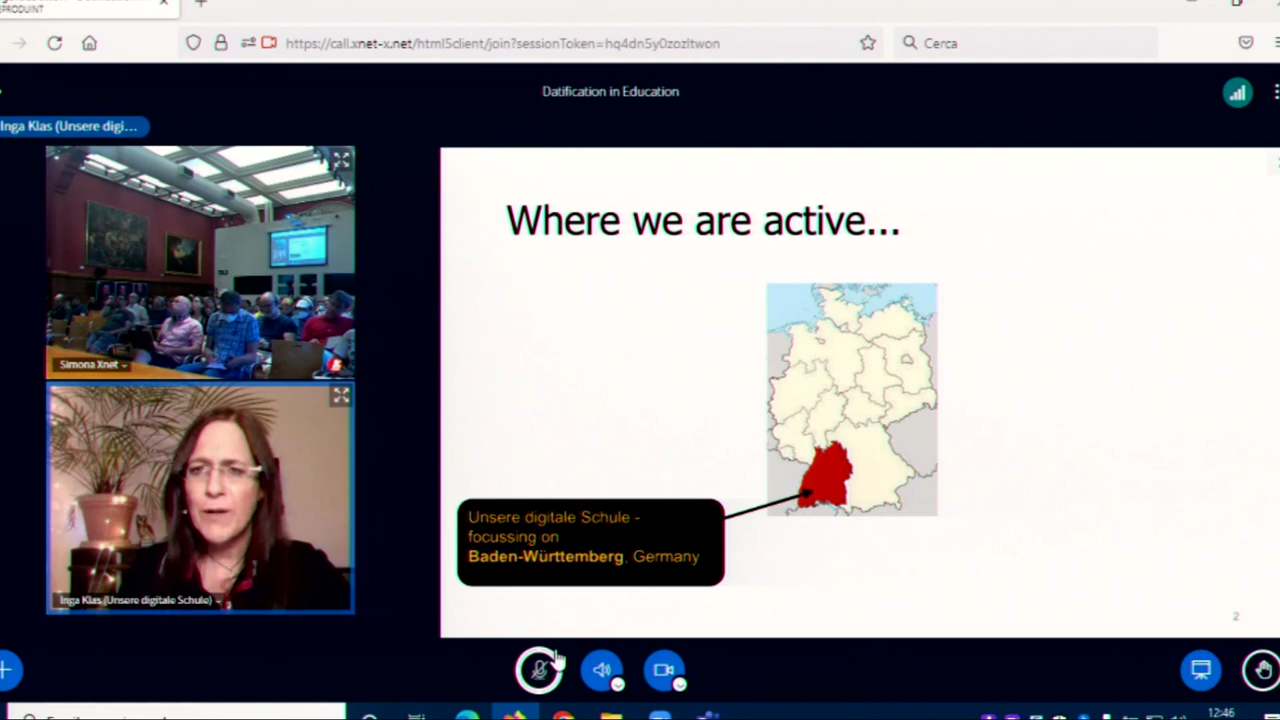 PRODUINT
https://call.xnet-x.net/html5client/join?sessionToken=hq4dn5y0zozltwon
Cerca
Datification in Education
Inga Klas (Unsere digi...
Where we are active...
Simona Xnet
Unsere digitale Schule -
focussing on
Baden-Württemberg, Germany
Inga Klas (Unsere digitale Schule)
2
12:46